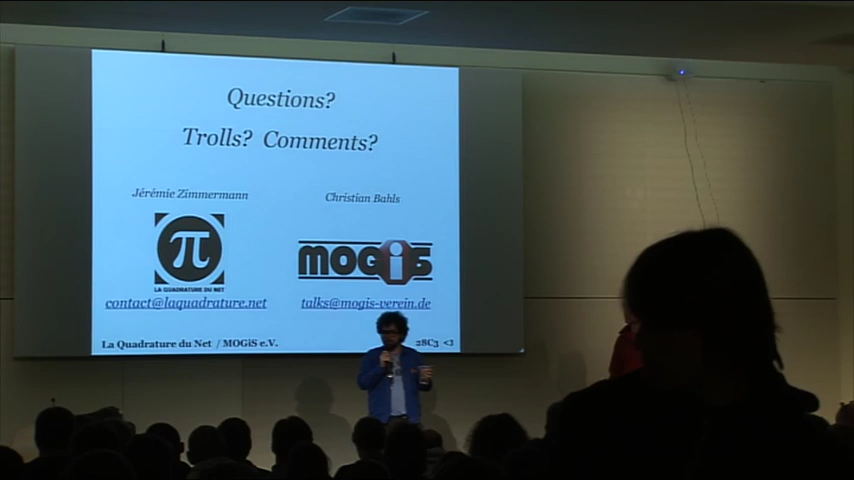 Questions?
Trolls? Comments?
Jérémie Zimmermann
Christian Bahls
π
LA QUADRATURE DU NET
MOGiS
contact@laquadrature.net
talks@mogis-verein.de
La Quadrature du Net / MOGiS e.V.
28C3 <3